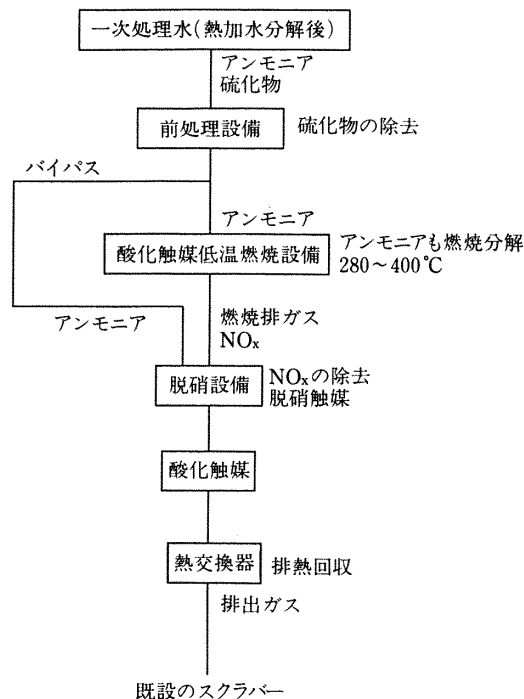 一次処理水(熱加水分解後)
アンモニア
硫化物
前処理設備
硫化物の除去
バイパス
アンモニア
酸化触媒低温燃焼設備
アンモニアも燃焼分解
280~400℃
アンモニア
燃焼排ガス
NOx
脱硝設備
NOxの除去
脱硝触媒
酸化触媒
熱交換器
排熱回収
排出ガス
既設のスクラバー